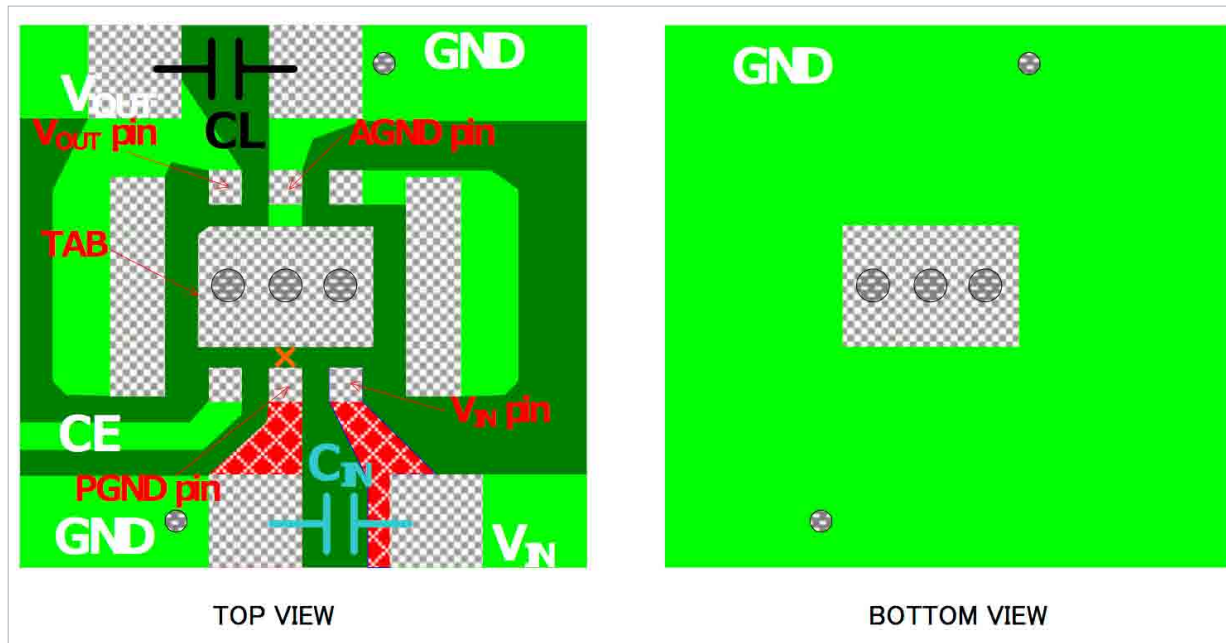 GND
VOUT
CL
VOUT pin
AGND pin
TAB
CE
VIN pin
CIN
PGND pin
GND
VIN
TOP VIEW
GND
BOTTOM VIEW